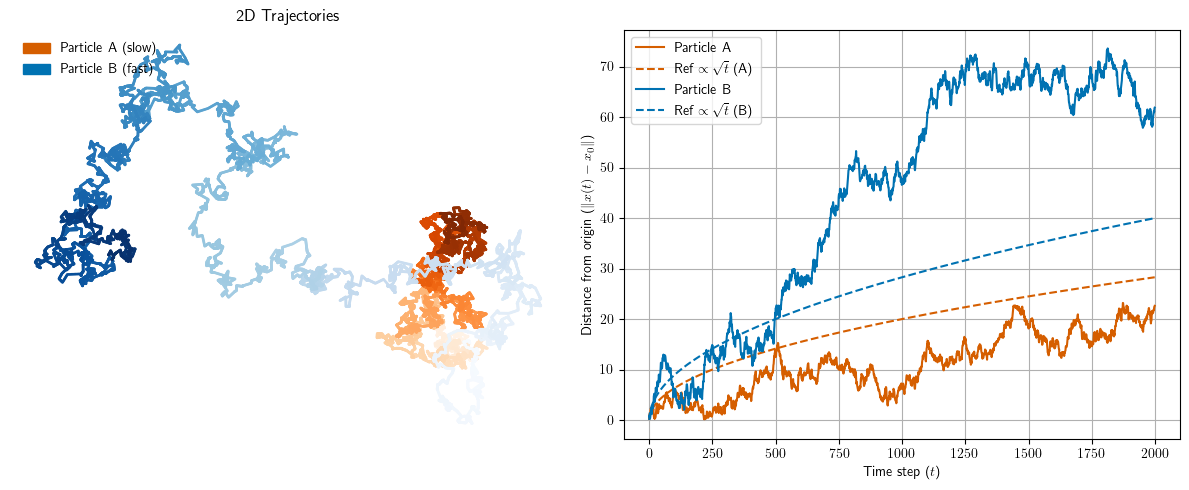 2D Trajectories
Particle A (slow)
Particle B (fast)
Particle A
Ref ∝ √t (A)
Particle B
Ref ∝ √t (B)
Distance from origin (‖x(t) − x₀‖)
70
60
50
40
30
20
10
0
0 250 500 750 1000 1250 1500 1750 2000
Time step (t)